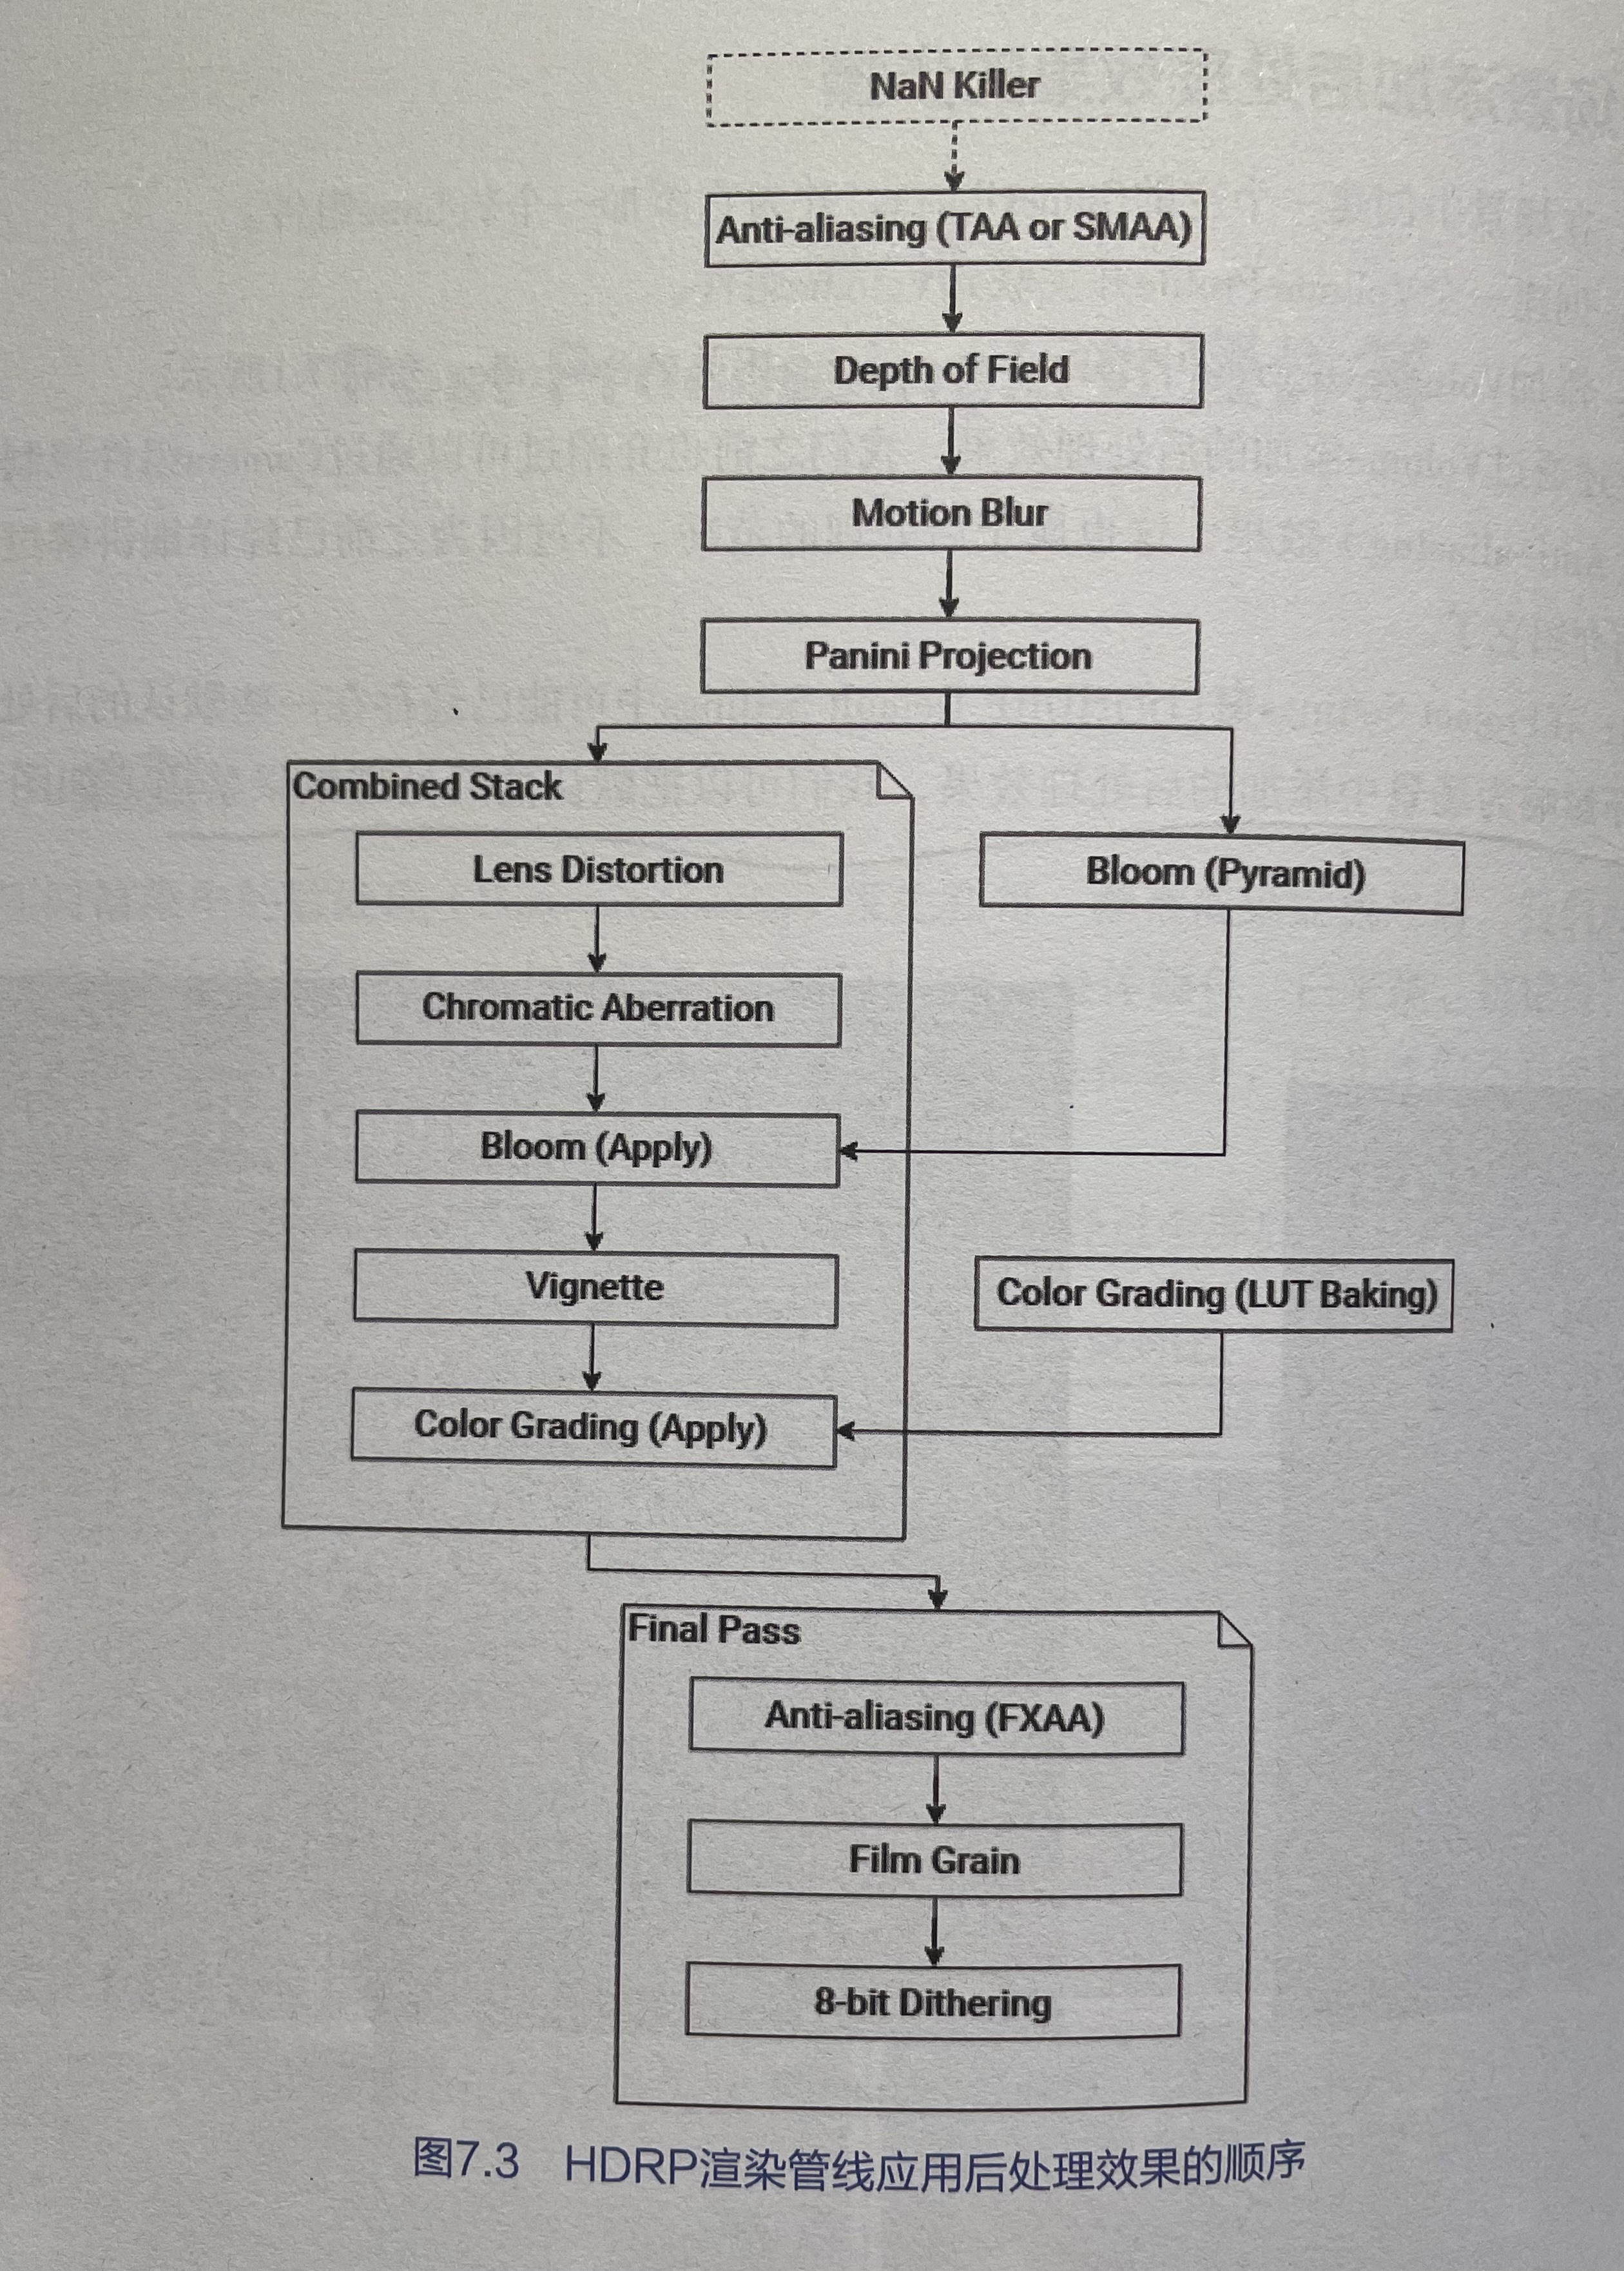 NaN Killer
Anti-aliasing (TAA or SMAA)
Depth of Field
Motion Blur
Panini Projection
Combined Stack
Lens Distortion
Chromatic Aberration
Bloom (Apply)
Vignette
Color Grading (Apply)
Bloom (Pyramid)
Color Grading (LUT Baking)
Final Pass
Anti-aliasing (FXAA)
Film Grain
8-bit Dithering
图7.3 HDRP渲染管线应用后处理效果的顺序